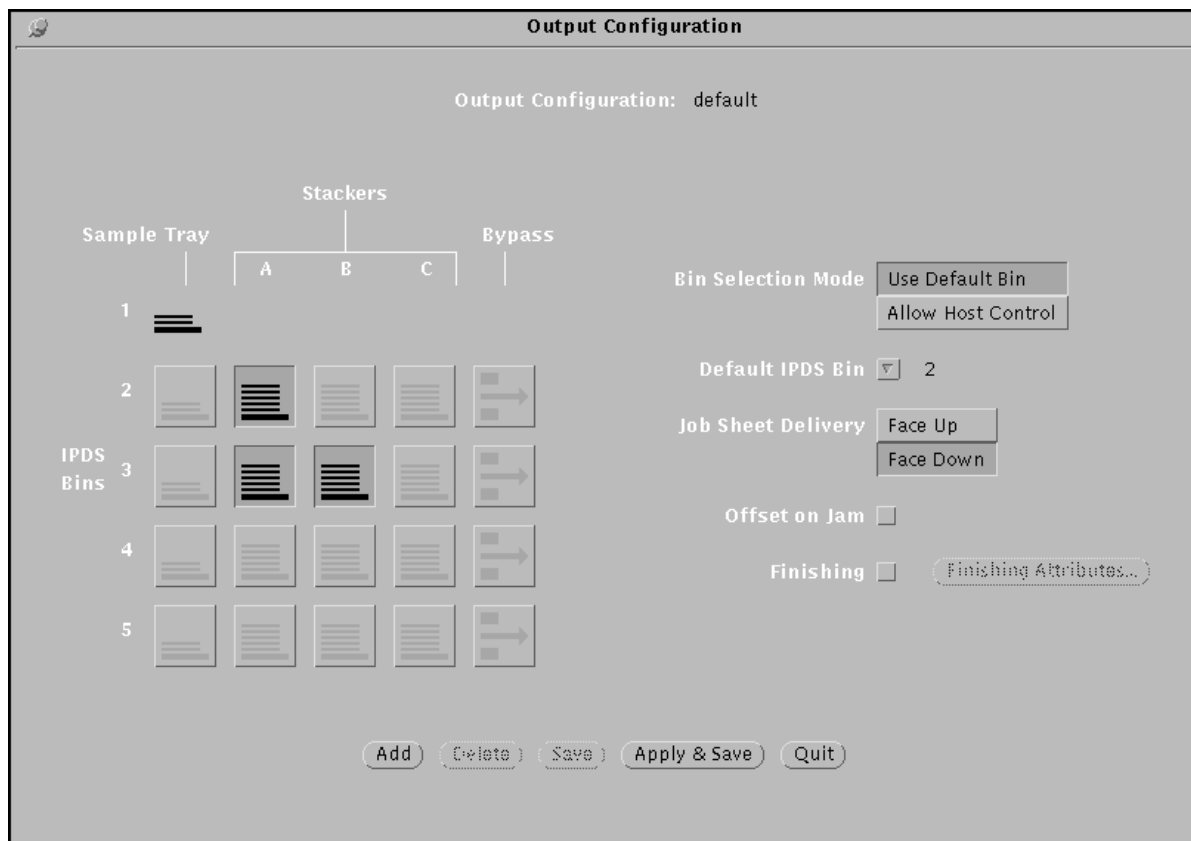 Output Configuration
Output Configuration: default
Stackers
Sample Tray
Bypass
A B C
1
2
IPDS Bins
3
4
5
Bin Selection Mode
Use Default Bin
Allow Host Control
Default IPDS Bin 2
Job Sheet Delivery
Face Up
Face Down
Offset on Jam
Finishing
Finishing Attributes...
Add Delete Save Apply & Save Quit